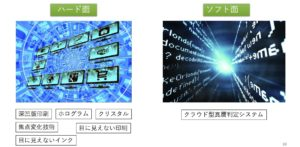 ハード面
ソフト面
深凹版印刷
ホログラム
クリスタル
焦点変化技術
目に見えない印刷
目に見えないインク
クラウド型真贋判定システム
document